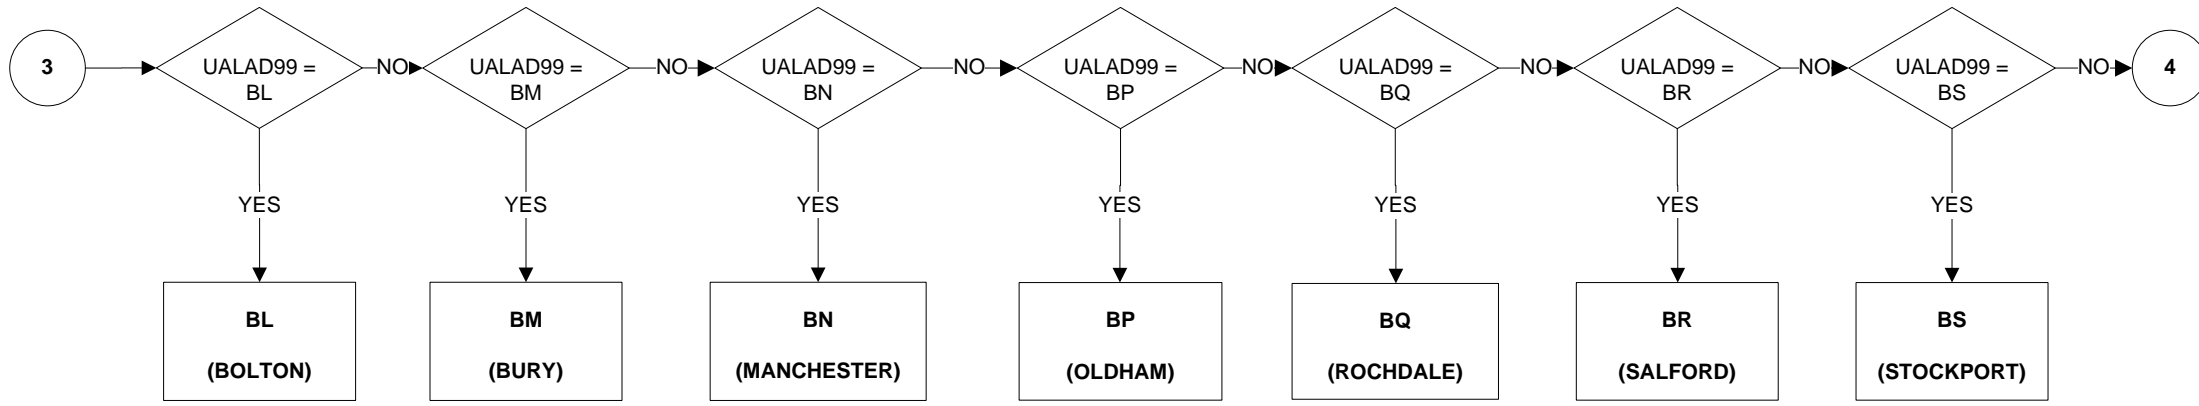 3
UALAD99 =
BL
NO
UALAD99 =
BM
NO
UALAD99 =
BN
NO
UALAD99 =
BP
NO
UALAD99 =
BQ
NO
UALAD99 =
BR
NO
UALAD99 =
BS
NO
4
YES
YES
YES
YES
YES
YES
YES
BL
(BOLTON)
BM
(BURY)
BN
(MANCHESTER)
BP
(OLDHAM)
BQ
(ROCHDALE)
BR
(SALFORD)
BS
(STOCKPORT)